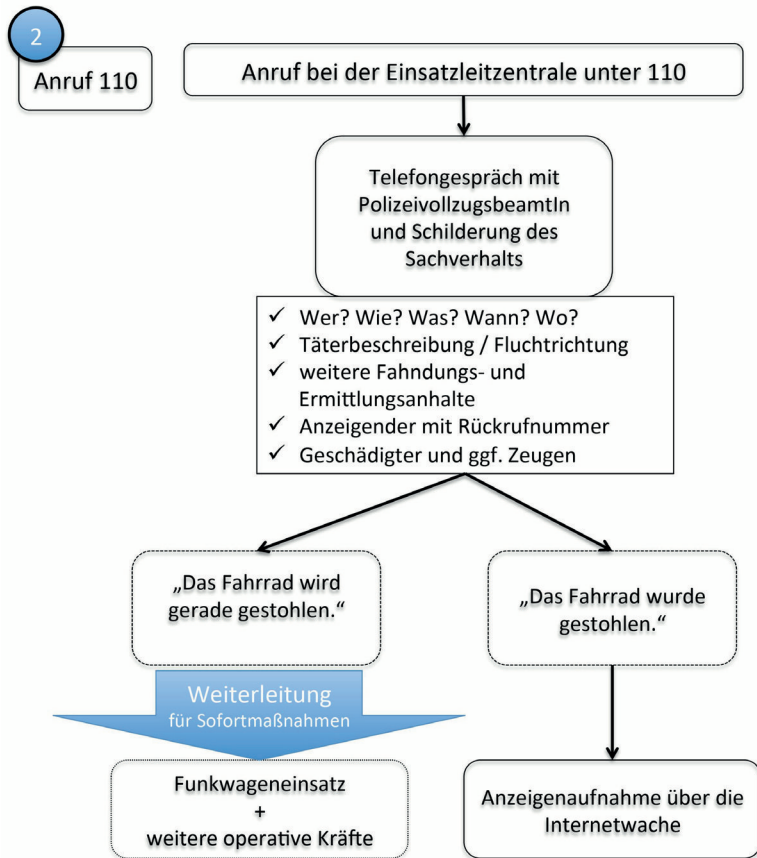 2
Anruf 110
Anruf bei der Einsatzleitzentrale unter 110
Telefongespräch mit
PolizeivollzugsbeamtIn
und Schilderung des
Sachverhalts
✓ Wer? Wie? Was? Wann? Wo?
✓ Täterbeschreibung / Fluchtrichtung
✓ weitere Fahndungs- und
Ermittlungsanhalte
✓ Anzeigender mit Rückrufnummer
✓ Geschädigter und ggf. Zeugen
„Das Fahrrad wird
gerade gestohlen.“
„Das Fahrrad wurde
gestohlen.“
Weiterleitung
für Sofortmaßnahmen
Funkwageneinsatz
+
weitere operative Kräfte
Anzeigenaufnahme über die
Internetwache